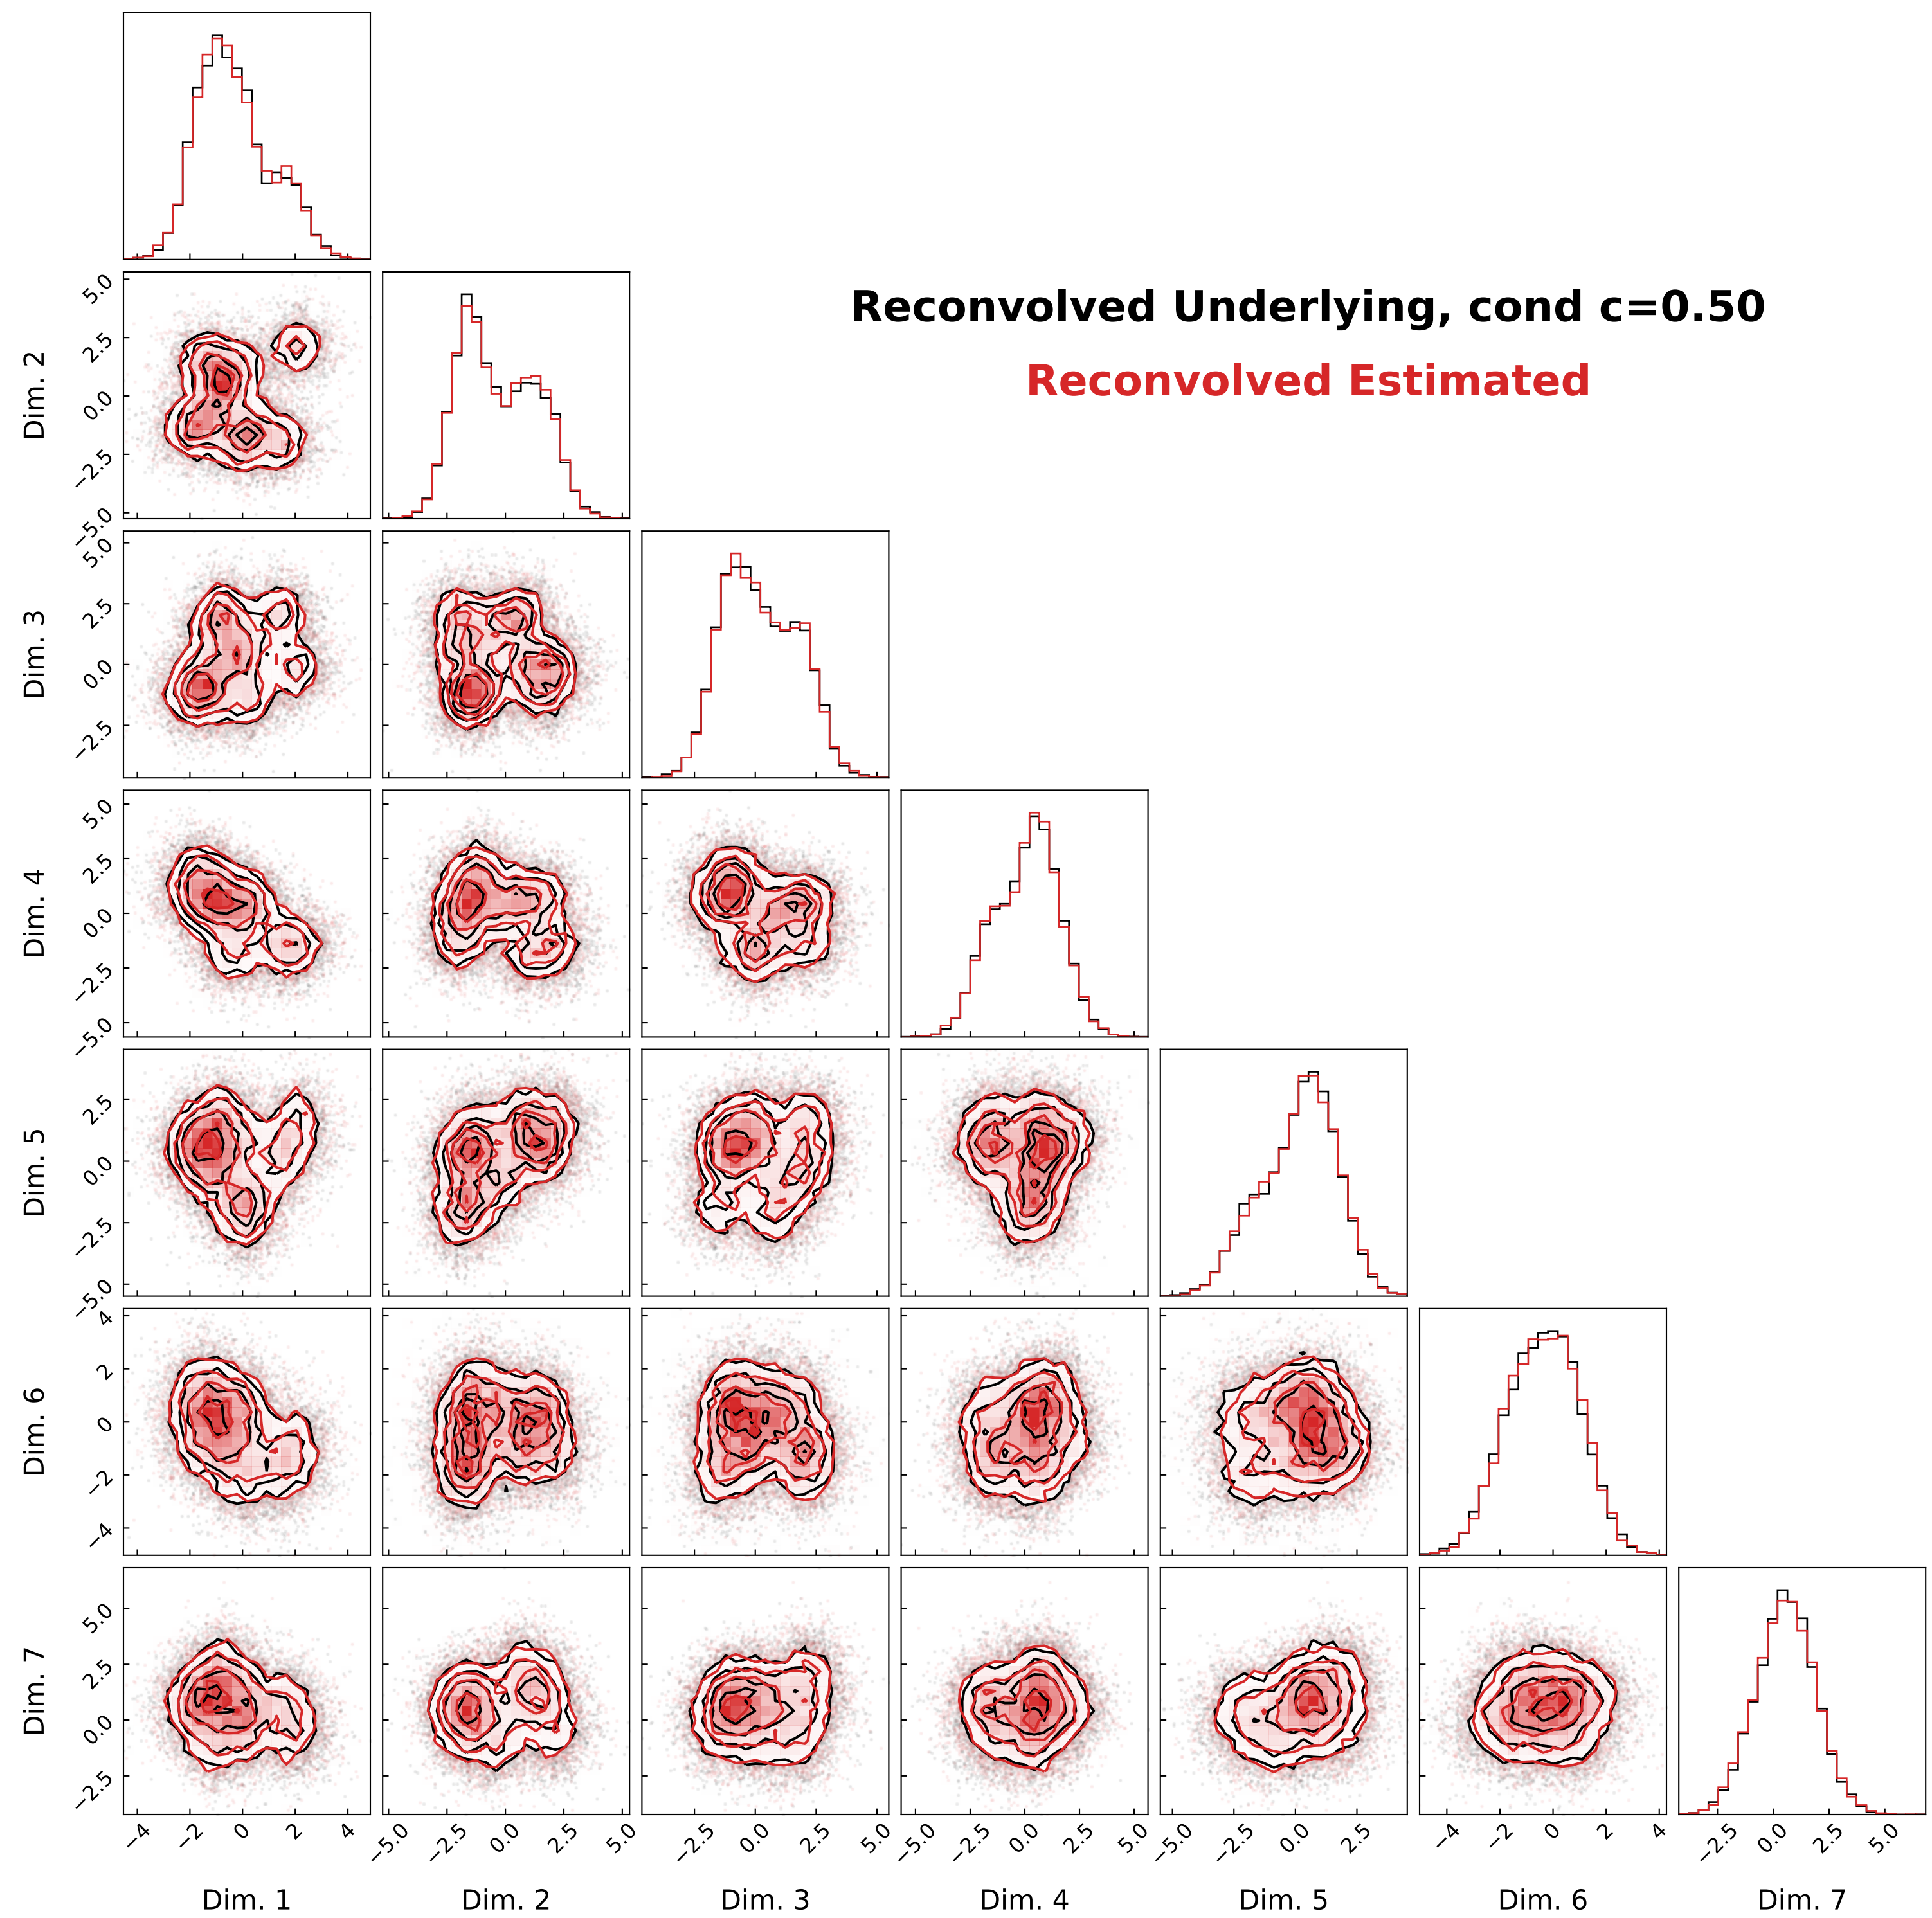 Reconvolved Underlying, cond c=0.50
Reconvolved Estimated
Dim. 2
5.0
2.5
0.0
−2.5
−5.0
Dim. 3
5.0
2.5
0.0
−2.5
Dim. 4
5.0
2.5
0.0
−2.5
−5.0
Dim. 5
2.5
0.0
−2.5
−5.0
Dim. 6
4
2
0
−2
−4
Dim. 7
5.0
2.5
0.0
−2.5
−4 −2 0 2 4 −5.0 −2.5 0.0 2.5 5.0 −2.5 0.0 2.5 5.0 −5.0 −2.5 0.0 2.5 5.0 −5.0 −2.5 0.0 2.5 −4 −2 0 2 4 −2.5 0.0 2.5 5.0
Dim. 1 Dim. 2 Dim. 3 Dim. 4 Dim. 5 Dim. 6 Dim. 7